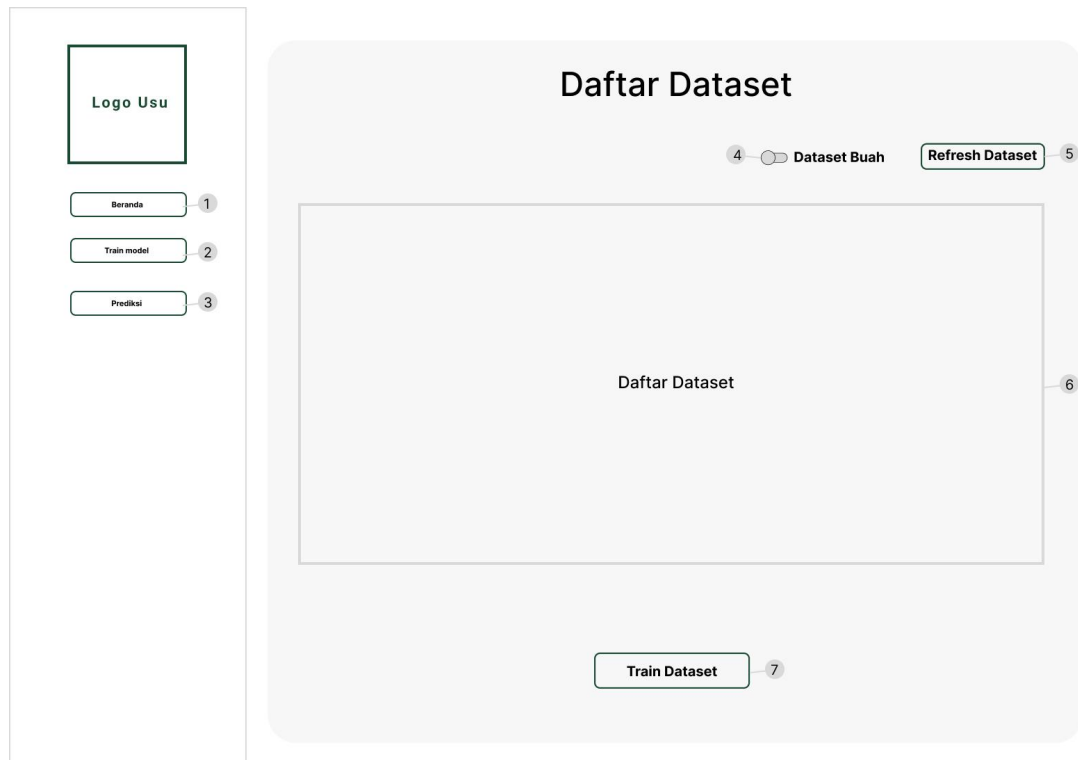 Logo Usu
Beranda
1
Train model
2
Prediksi
3
Daftar Dataset
4
Dataset Buah
Refresh Dataset
5
Daftar Dataset
6
Train Dataset
7